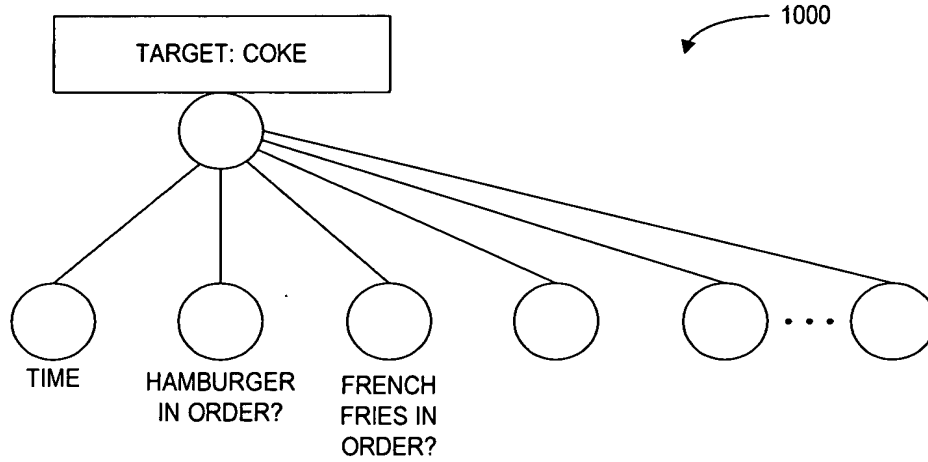 1000
TARGET: COKE
TIME
HAMBURGER
IN ORDER?
FRENCH
FRIES IN
ORDER?